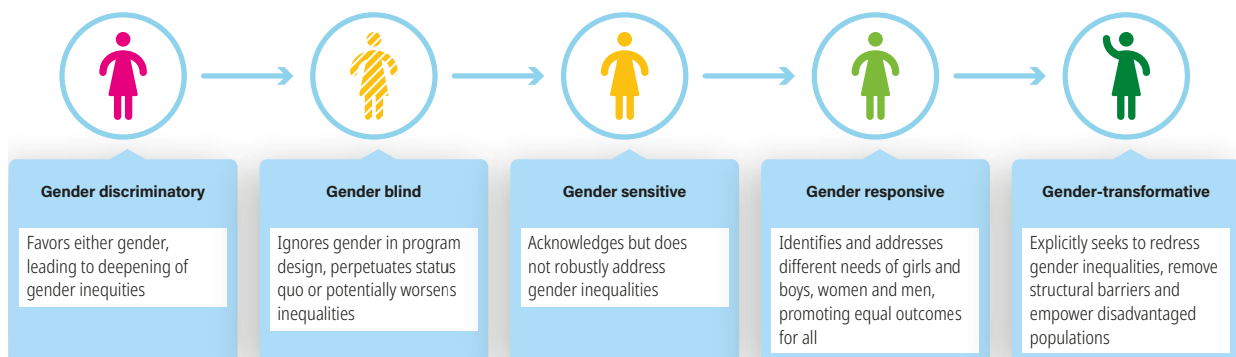 Gender discriminatory
Favors either gender,
leading to deepening of
gender inequities
Gender blind
Ignores gender in program
design, perpetuates status
quo or potentially worsens
inequalities
Gender sensitive
Acknowledges but does
not robustly address
gender inequalities
Gender responsive
Identifies and addresses
different needs of girls and
boys, women and men,
promoting equal outcomes
for all
Gender-transformative
Explicitly seeks to redress
gender inequalities, remove
structural barriers and
empower disadvantaged
populations